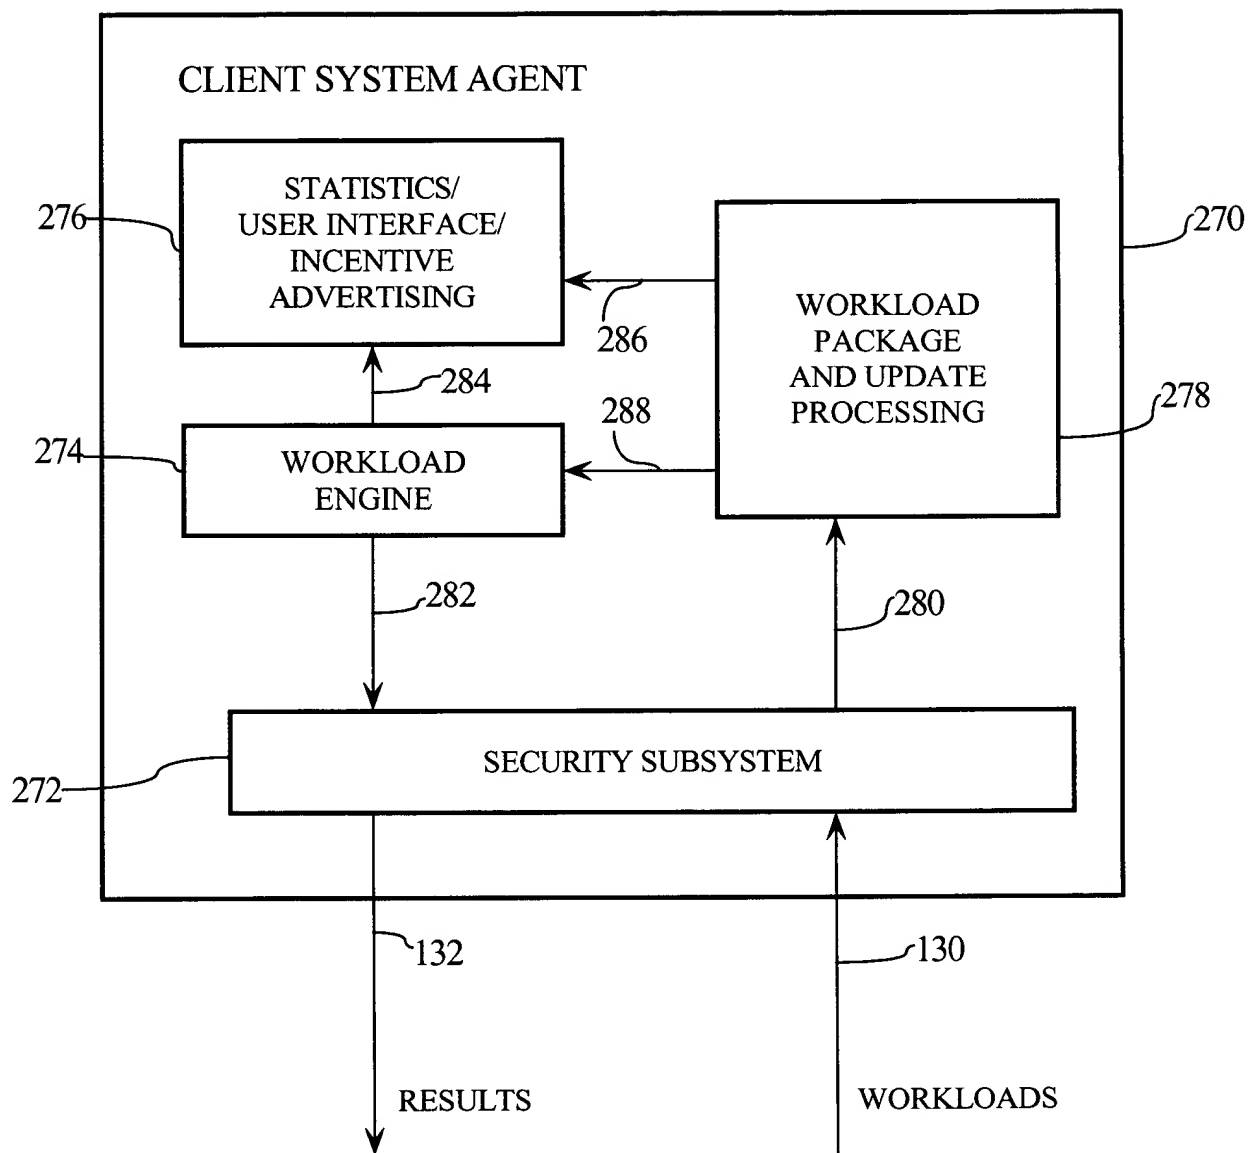 CLIENT SYSTEM AGENT
STATISTICS/
USER INTERFACE/
INCENTIVE
ADVERTISING
276
270
WORKLOAD
PACKAGE
AND UPDATE
PROCESSING
286
284
288
278
274
WORKLOAD
ENGINE
282
280
SECURITY SUBSYSTEM
272
132
130
RESULTS
WORKLOADS